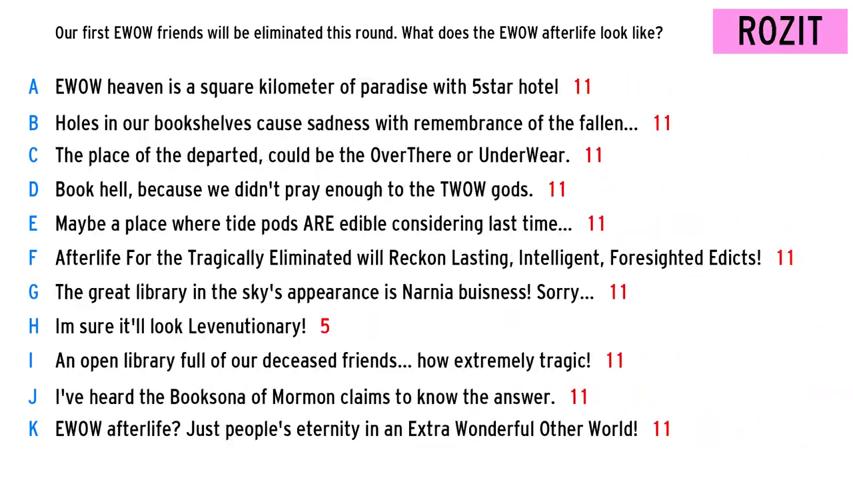 Our first EWOW friends will be eliminated this round. What does the EWOW afterlife look like?
ROZIT
A EWOW heaven is a square kilometer of paradise with 5star hotel 11
B Holes in our bookshelves cause sadness with remembrance of the fallen... 11
C The place of the departed, could be the OverThere or UnderWear. 11
D Book hell, because we didn't pray enough to the TWOW gods. 11
E Maybe a place where tide pods ARE edible considering last time... 11
F Afterlife For the Tragically Eliminated will Reckon Lasting, Intelligent, Foresighted Edicts! 11
G The great library in the sky's appearance is Narnia buisness! Sorry... 11
H Im sure it'll look Levenutionary! 5
I An open library full of our deceased friends... how extremely tragic! 11
J I've heard the Booksona of Mormon claims to know the answer. 11
K EWOW afterlife? Just people's eternity in an Extra Wonderful Other World! 11